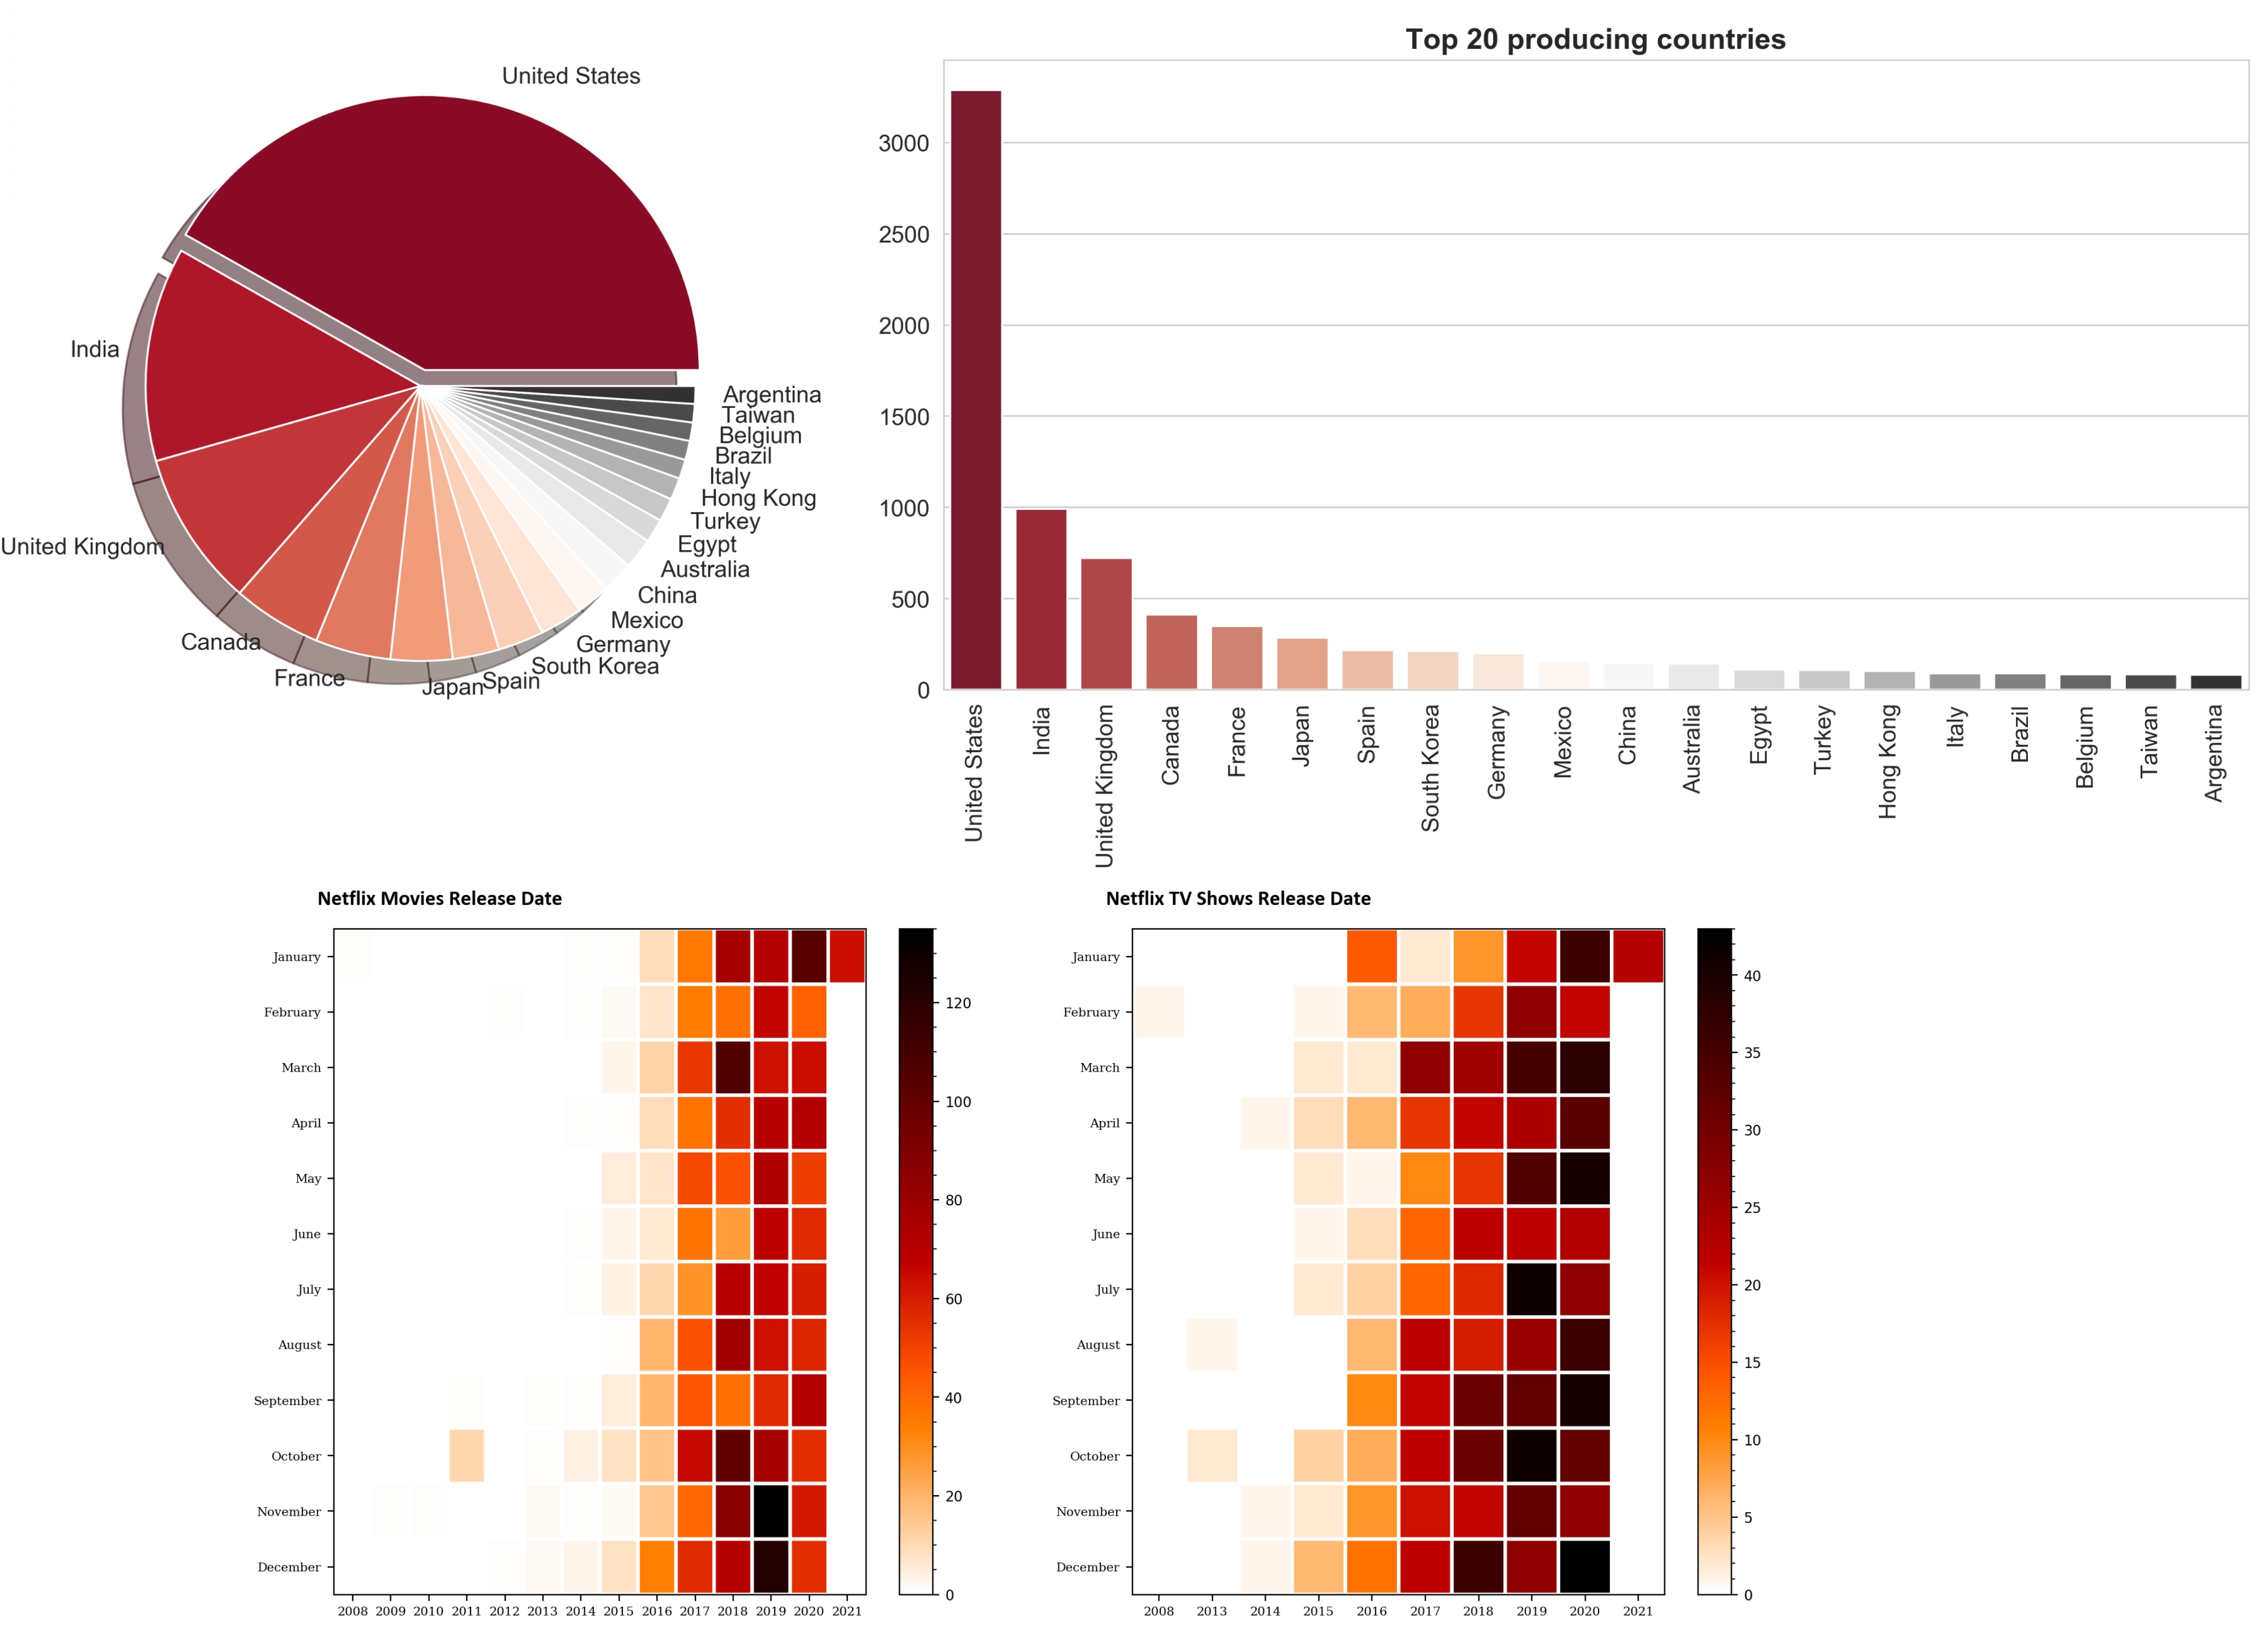 United States
India
United Kingdom
Canada
France
Japan
Spain
South Korea
Germany
Mexico
China
Australia
Egypt
Turkey
Hong Kong
Italy
Brazil
Belgium
Taiwan
Argentina
Top 20 producing countries
3000
2500
2000
1500
1000
500
0
United States
India
United Kingdom
Canada
France
Japan
Spain
South Korea
Germany
Mexico
China
Australia
Egypt
Turkey
Hong Kong
Italy
Brazil
Belgium
Taiwan
Argentina
Netflix Movies Release Date
January
February
March
April
May
June
July
August
September
October
November
December
2008 2009 2010 2011 2012 2013 2014 2015 2016 2017 2018 2019 2020 2021
120
100
80
60
40
20
0
Netflix TV Shows Release Date
January
February
March
April
May
June
July
August
September
October
November
December
2008 2013 2014 2015 2016 2017 2018 2019 2020 2021
40
35
30
25
20
15
10
5
0